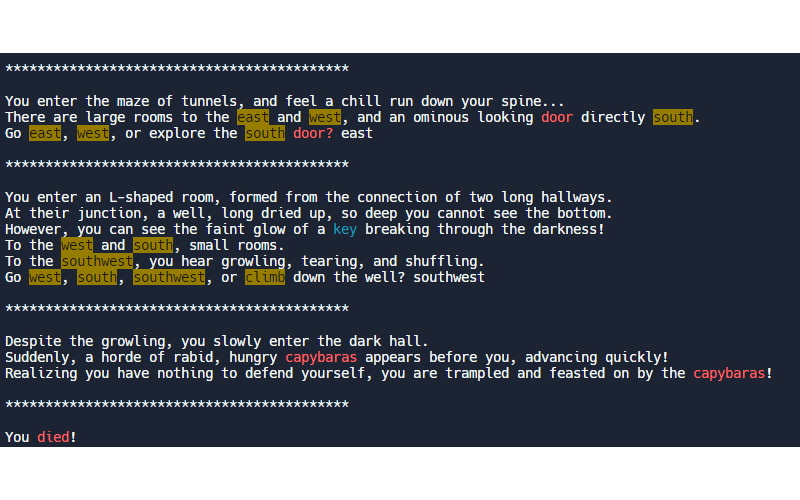 *******************************************
You enter the maze of tunnels, and feel a chill run down your spine...
There are large rooms to the east and west, and an ominous looking door directly south.
Go east, west, or explore the south door? east
*******************************************
You enter an L-shaped room, formed from the connection of two long hallways.
At their junction, a well, long dried up, so deep you cannot see the bottom.
However, you can see the faint glow of a key breaking through the darkness!
To the west and south, small rooms.
To the southwest, you hear growling, tearing, and shuffling.
Go west, south, southwest, or climb down the well? southwest
*******************************************
Despite the growling, you slowly enter the dark hall.
Suddenly, a horde of rabid, hungry capybaras appears before you, advancing quickly!
Realizing you have nothing to defend yourself, you are trampled and feasted on by the capybaras!
*******************************************
You died!